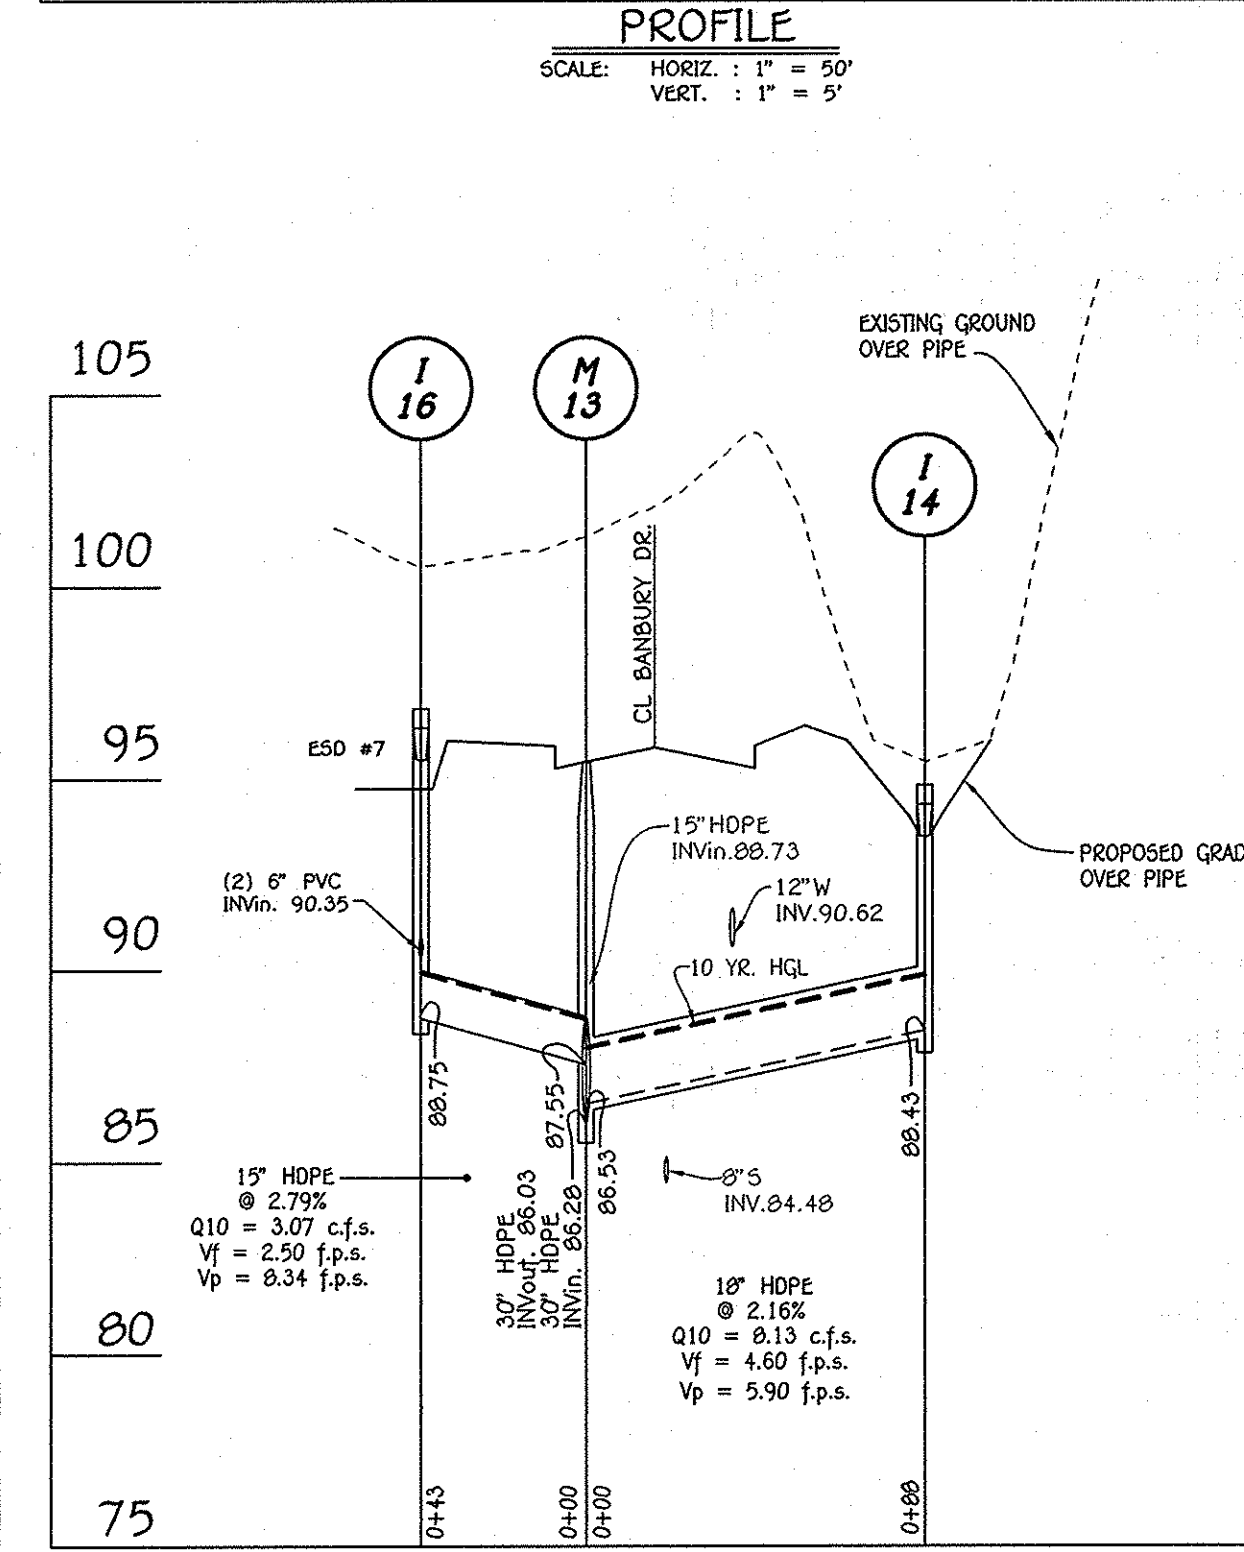 PROFILE
SCALE: HORIZ. : 1" = 50'
VERT. : 1" = 5'
EXISTING GROUND
OVER PIPE
105
I
16
M
13
I
14
100
CL BANBURY DR.
95
ESD #7
15" HDPE
INVin.88.73
PROPOSED GRAD
OVER PIPE
(2) 6" PVC
INVin. 90.35
12"W
INV.90.62
90
10 YR. HGL
88.75
87.55
86.53
88.43
85
15" HDPE
@ 2.79%
Q10 = 3.07 c.f.s.
Vf = 2.50 f.p.s.
Vp = 8.34 f.p.s.
30" HDPE
INVout. 86.03
30" HDPE
INVin. 86.28
8"S
INV.84.48
18" HDPE
@ 2.16%
Q10 = 8.13 c.f.s.
Vf = 4.60 f.p.s.
Vp = 5.90 f.p.s.
80
75
0+43
0+00
0+00
0+88